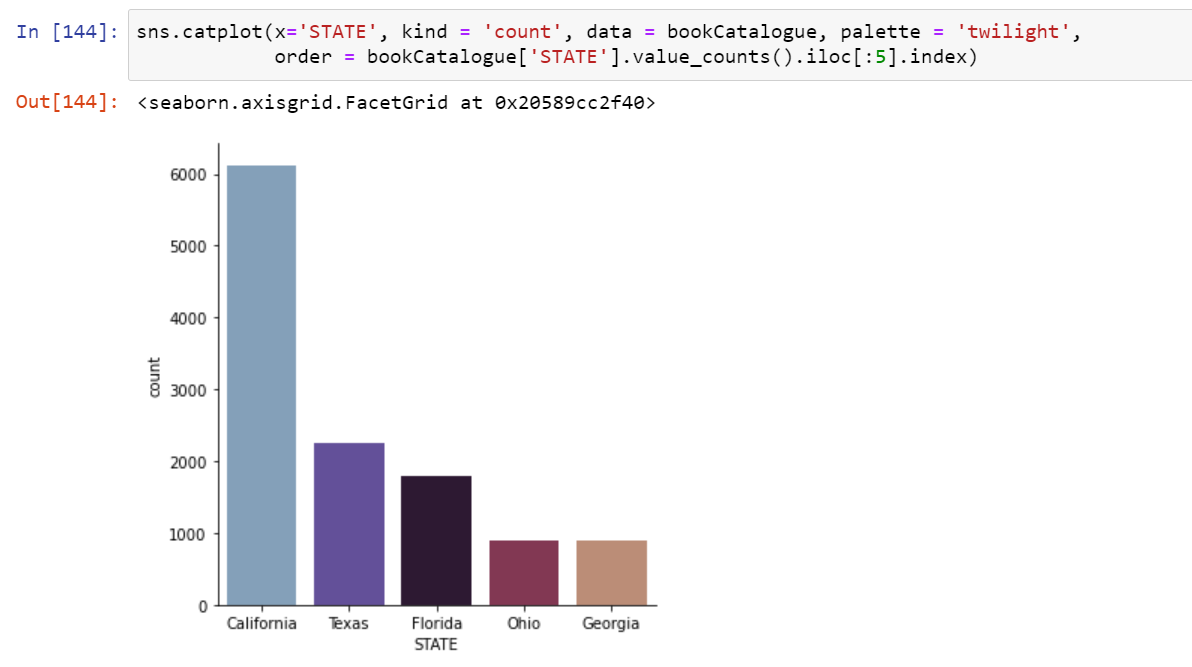 In [144]: sns.catplot(x='STATE', kind = 'count', data = bookCatalogue, palette = 'twilight',
order = bookCatalogue['STATE'].value_counts().iloc[:5].index)
Out[144]: <seaborn.axisgrid.FacetGrid at 0x20589cc2f40>
6000
5000
4000
count
3000
2000
1000
0
California Texas Florida Ohio Georgia
STATE